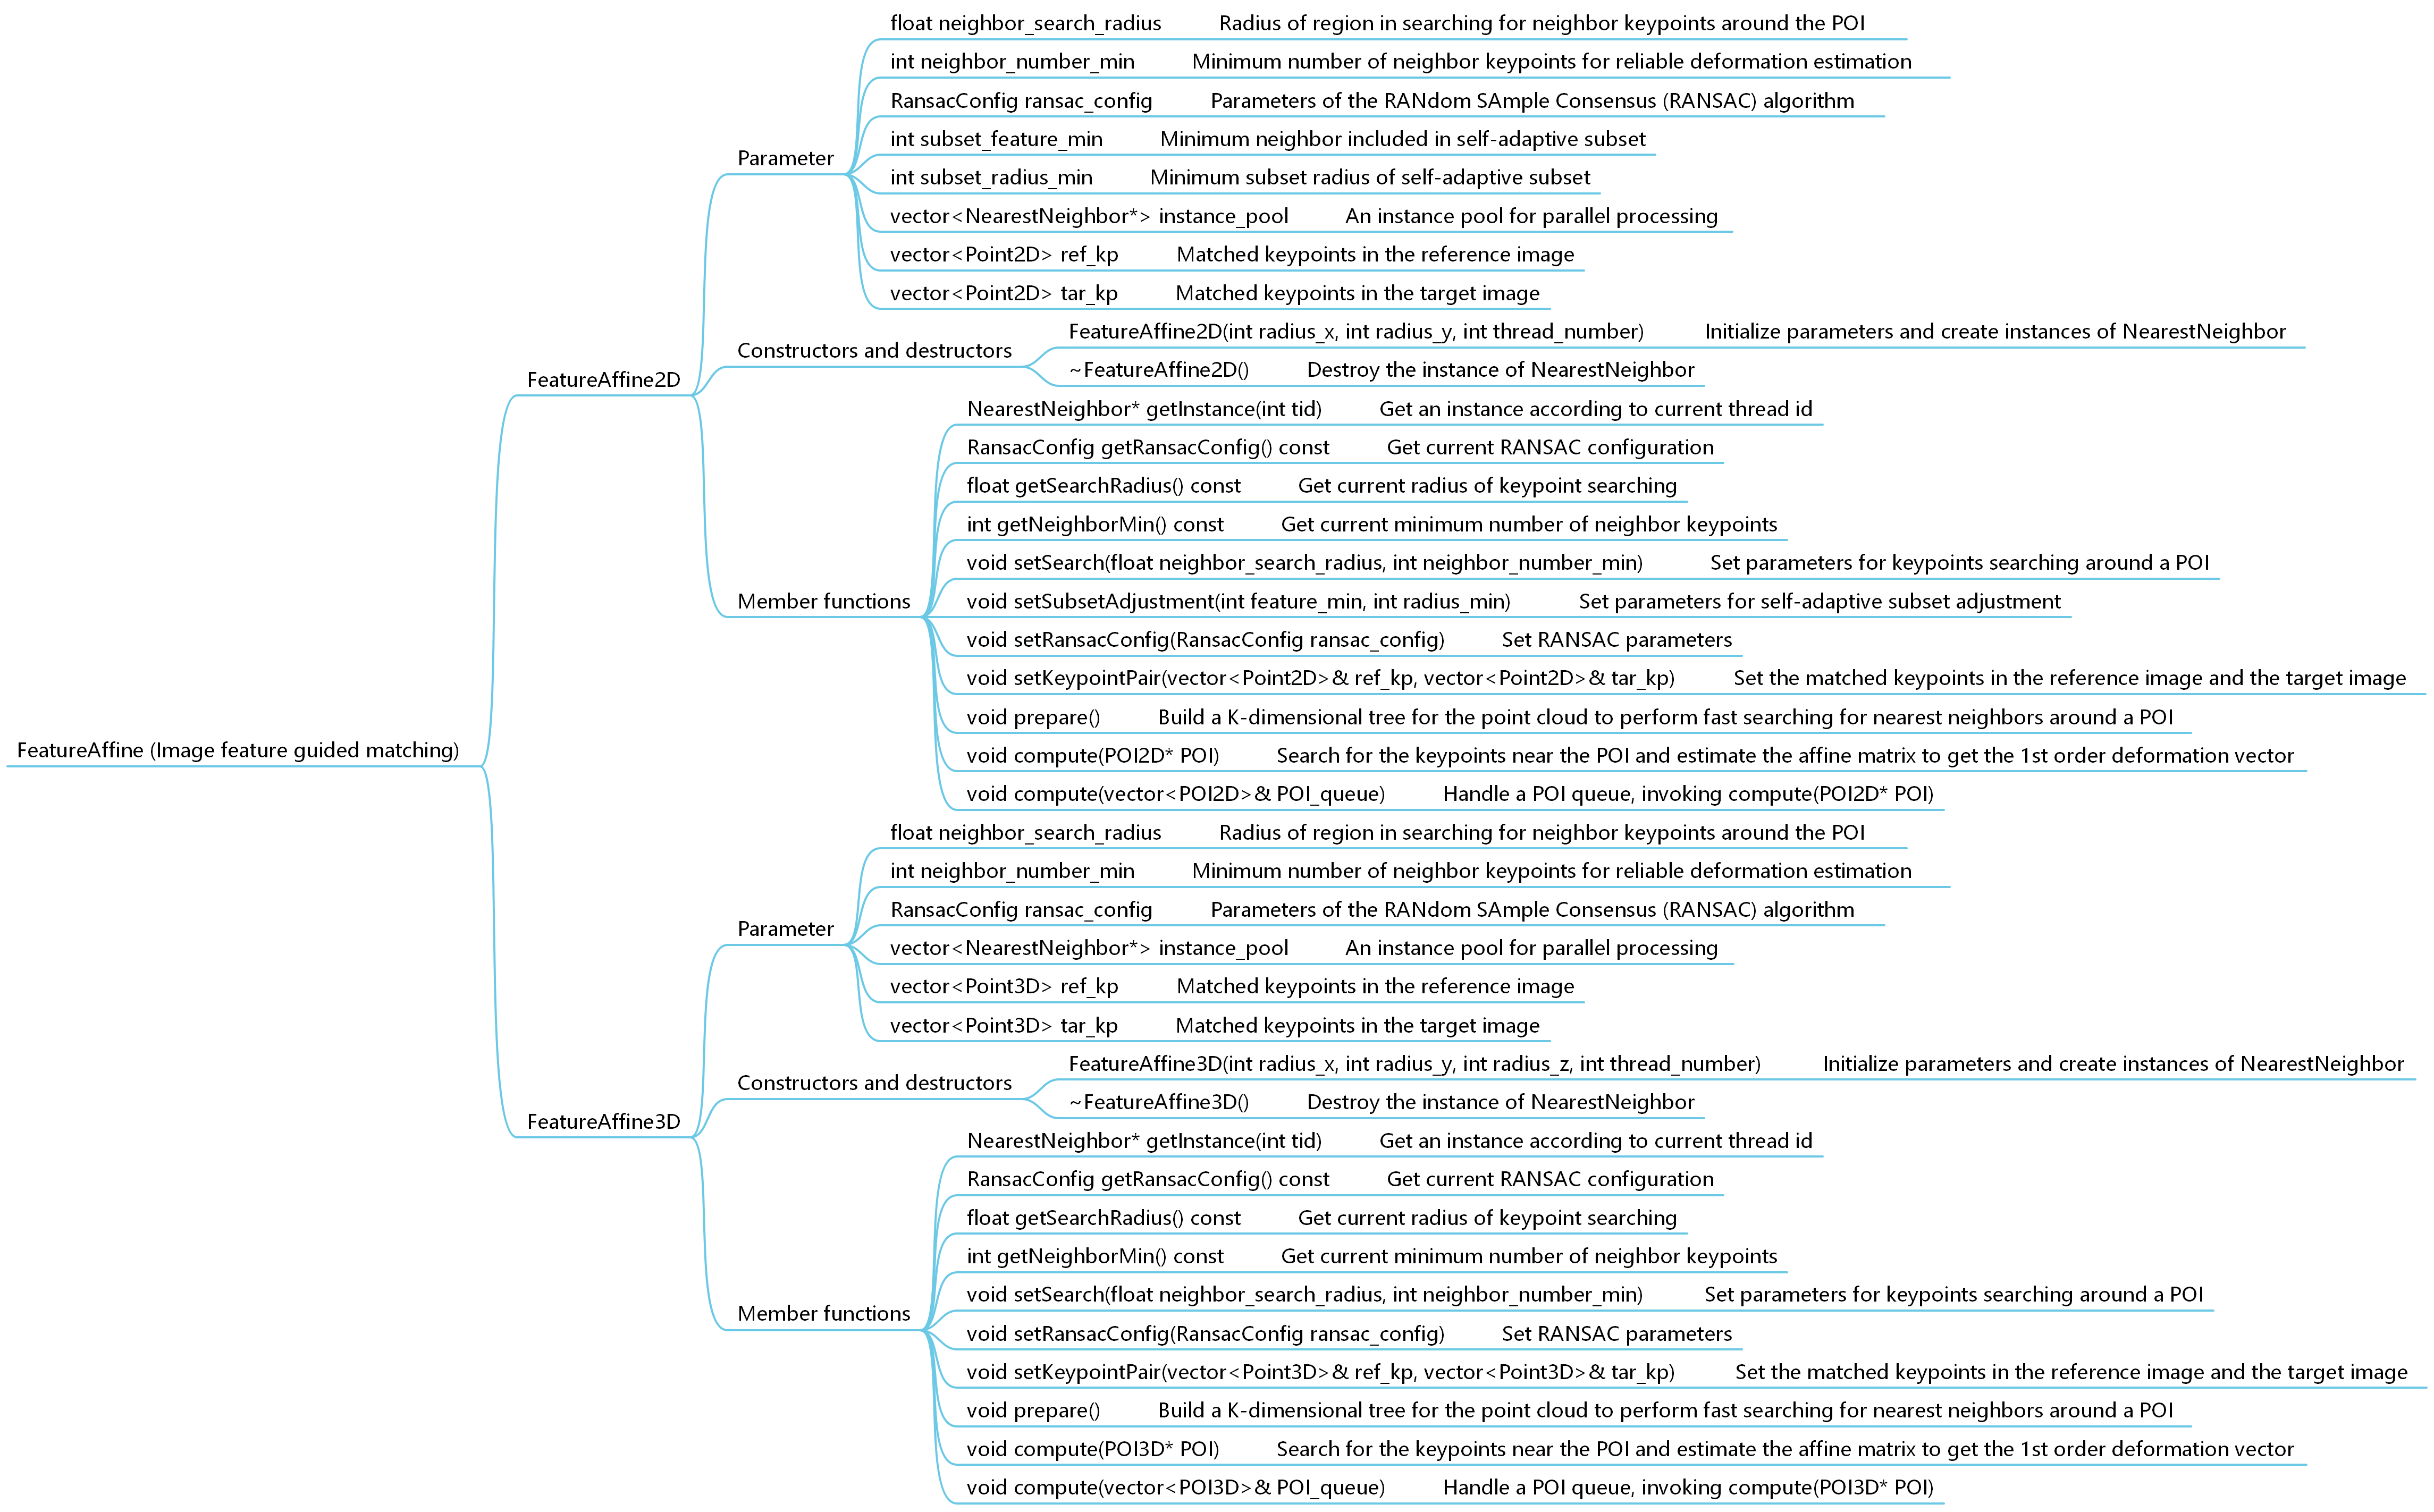 float neighbor_search_radius Radius of region in searching for neighbor keypoints around the POI
int neighbor_number_min Minimum number of neighbor keypoints for reliable deformation estimation
RansacConfig ransac_config Parameters of the RANdom SAmple Consensus (RANSAC) algorithm
int subset_feature_min Minimum neighbor included in self-adaptive subset
Parameter
int subset_radius_min Minimum subset radius of self-adaptive subset
vector<NearestNeighbor*> instance_pool An instance pool for parallel processing
vector<Point2D> ref_kp Matched keypoints in the reference image
vector<Point2D> tar_kp Matched keypoints in the target image
FeatureAffine2D(int radius_x, int radius_y, int thread_number) Initialize parameters and create instances of NearestNeighbor
Constructors and destructors
~FeatureAffine2D() Destroy the instance of NearestNeighbor
FeatureAffine2D
NearestNeighbor* getInstance(int tid) Get an instance according to current thread id
RansacConfig getRansacConfig() const Get current RANSAC configuration
float getSearchRadius() const Get current radius of keypoint searching
int getNeighborMin() const Get current minimum number of neighbor keypoints
void setSearch(float neighbor_search_radius, int neighbor_number_min) Set parameters for keypoints searching around a POI
Member functions
void setSubsetAdjustment(int feature_min, int radius_min) Set parameters for self-adaptive subset adjustment
void setRansacConfig(RansacConfig ransac_config) Set RANSAC parameters
void setKeypointPair(vector<Point2D>& ref_kp, vector<Point2D>& tar_kp) Set the matched keypoints in the reference image and the target image
void prepare() Build a K-dimensional tree for the point cloud to perform fast searching for nearest neighbors around a POI
FeatureAffine (Image feature guided matching)
void compute(POI2D* POI) Search for the keypoints near the POI and estimate the affine matrix to get the 1st order deformation vector
void compute(vector<POI2D>& POI_queue) Handle a POI queue, invoking compute(POI2D* POI)
float neighbor_search_radius Radius of region in searching for neighbor keypoints around the POI
int neighbor_number_min Minimum number of neighbor keypoints for reliable deformation estimation
RansacConfig ransac_config Parameters of the RANdom SAmple Consensus (RANSAC) algorithm
Parameter
vector<NearestNeighbor*> instance_pool An instance pool for parallel processing
vector<Point3D> ref_kp Matched keypoints in the reference image
vector<Point3D> tar_kp Matched keypoints in the target image
FeatureAffine3D(int radius_x, int radius_y, int radius_z, int thread_number) Initialize parameters and create instances of NearestNeighbor
Constructors and destructors
~FeatureAffine3D() Destroy the instance of NearestNeighbor
FeatureAffine3D
NearestNeighbor* getInstance(int tid) Get an instance according to current thread id
RansacConfig getRansacConfig() const Get current RANSAC configuration
float getSearchRadius() const Get current radius of keypoint searching
int getNeighborMin() const Get current minimum number of neighbor keypoints
void setSearch(float neighbor_search_radius, int neighbor_number_min) Set parameters for keypoints searching around a POI
Member functions
void setRansacConfig(RansacConfig ransac_config) Set RANSAC parameters
void setKeypointPair(vector<Point3D>& ref_kp, vector<Point3D>& tar_kp) Set the matched keypoints in the reference image and the target image
void prepare() Build a K-dimensional tree for the point cloud to perform fast searching for nearest neighbors around a POI
void compute(POI3D* POI) Search for the keypoints near the POI and estimate the affine matrix to get the 1st order deformation vector
void compute(vector<POI3D>& POI_queue) Handle a POI queue, invoking compute(POI3D* POI)